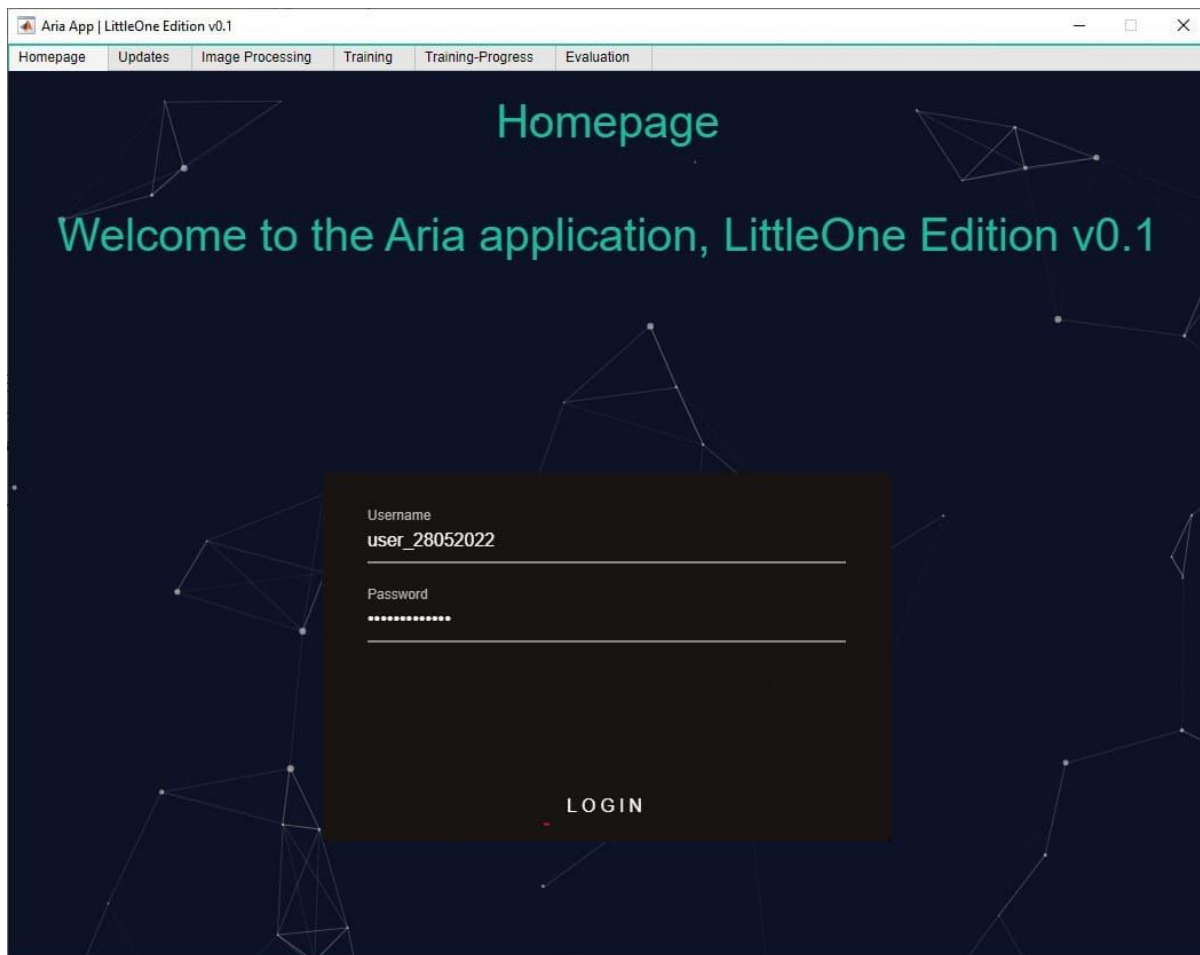 Aria App | LittleOne Edition v0.1
Homepage Updates Image Processing Training Training-Progress Evaluation
Homepage
Welcome to the Aria application, LittleOne Edition v0.1
Username
user_28052022
Password
•••••••••••••
LOGIN